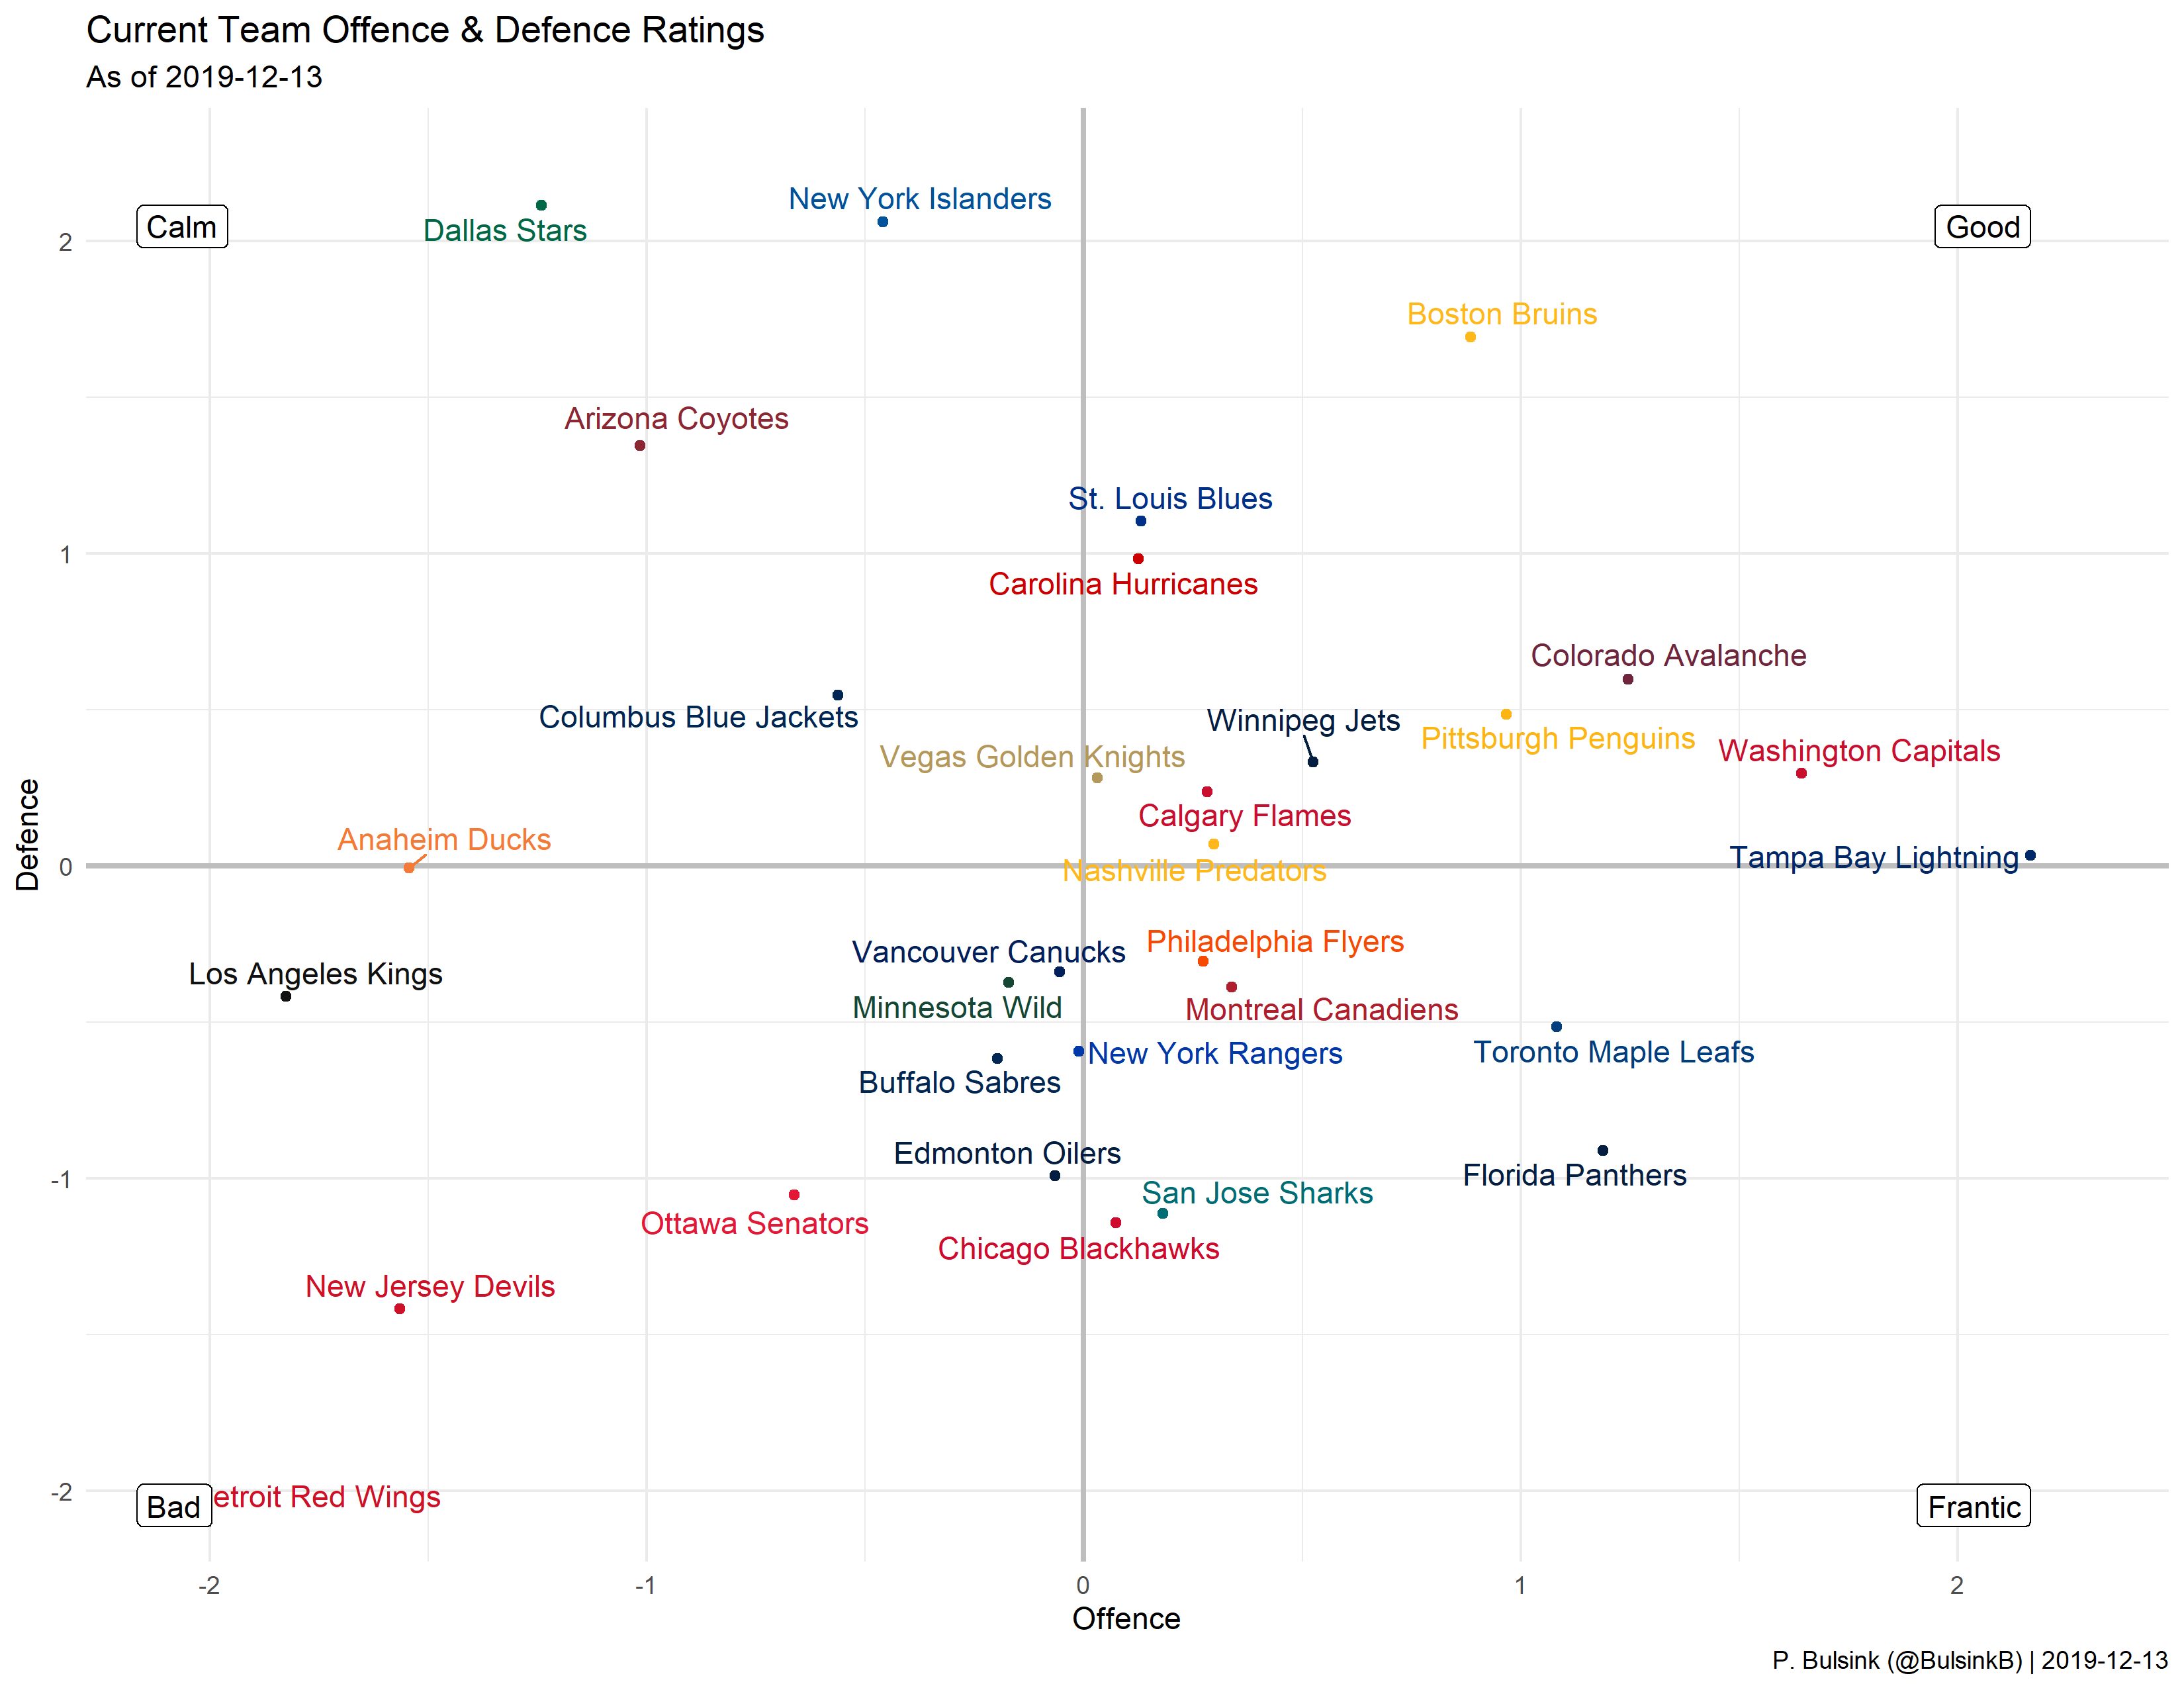 Current Team Offence & Defence Ratings
As of 2019-12-13
New York Islanders
Calm
Dallas Stars
Good
2
Boston Bruins
Arizona Coyotes
St. Louis Blues
1
Carolina Hurricanes
Colorado Avalanche
Columbus Blue Jackets
Winnipeg Jets
Pittsburgh Penguins
Vegas Golden Knights
Washington Capitals
Calgary Flames
Defence
Anaheim Ducks
Tampa Bay Lightning
0
Nashville Predators
Philadelphia Flyers
Vancouver Canucks
Los Angeles Kings
Minnesota Wild
Montreal Canadiens
New York Rangers
Toronto Maple Leafs
Buffalo Sabres
Edmonton Oilers
Florida Panthers
-1
San Jose Sharks
Ottawa Senators
Chicago Blackhawks
New Jersey Devils
-2
etroit Red Wings
Bad
Frantic
-2 -1 0 1 2
Offence
P. Bulsink (@BulsinkB) | 2019-12-13